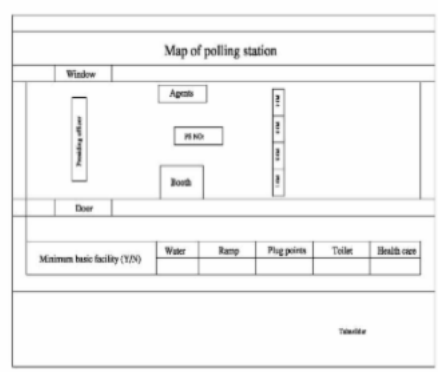 Map of polling station
Window
Agents
Presiding officer
PS NO:
Booth
Door
Minimum basic facility (Y/N)
Water
Ramp
Plug points
Toilet
Health care
Tahsildar